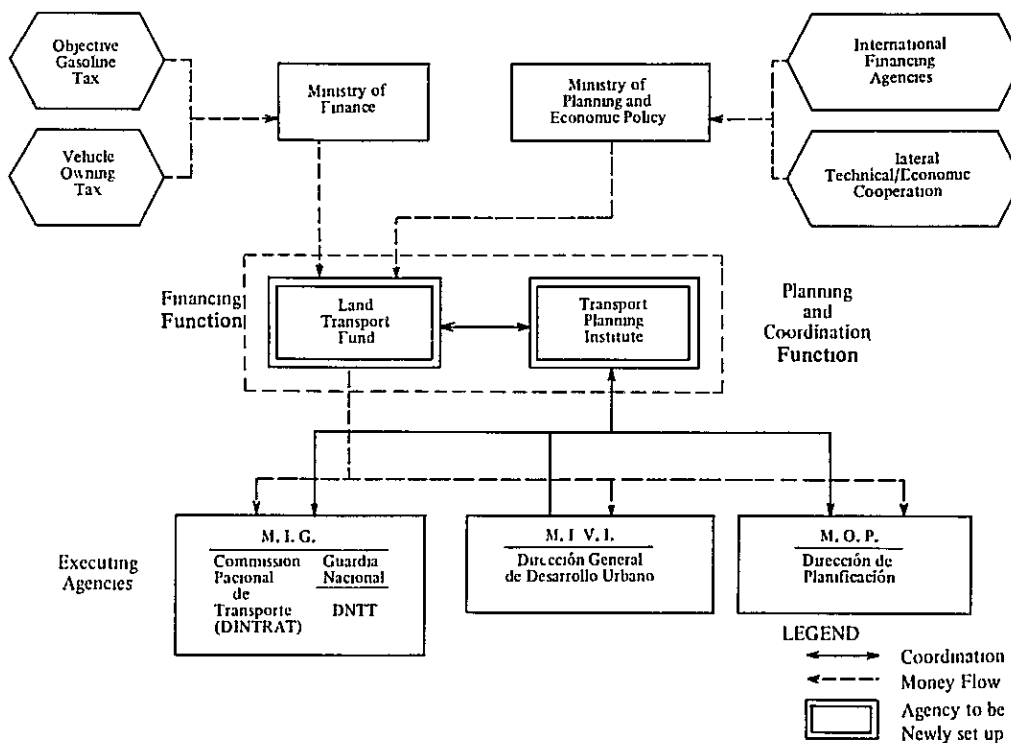 Objective
Gasoline
Tax
Vehicle
Owning
Tax
Ministry of
Finance
Ministry of
Planning and
Economic Policy
International
Financing
Agencies
lateral
Technical/Economic
Cooperation
Financing
Function
Land
Transport
Fund
Transport
Planning
Institute
Planning
and
Coordination
Function
Executing
Agencies
M. I. G.
Commission
Pacional
de
Transporte
(DINTRAT)
Guardia
Nacional
DNTT
M. I V. I.
Dirección General
de Desarrollo Urbano
M. O. P.
Dirección de
Planificación
LEGEND
Coordination
Money Flow
Agency to be
Newly set up